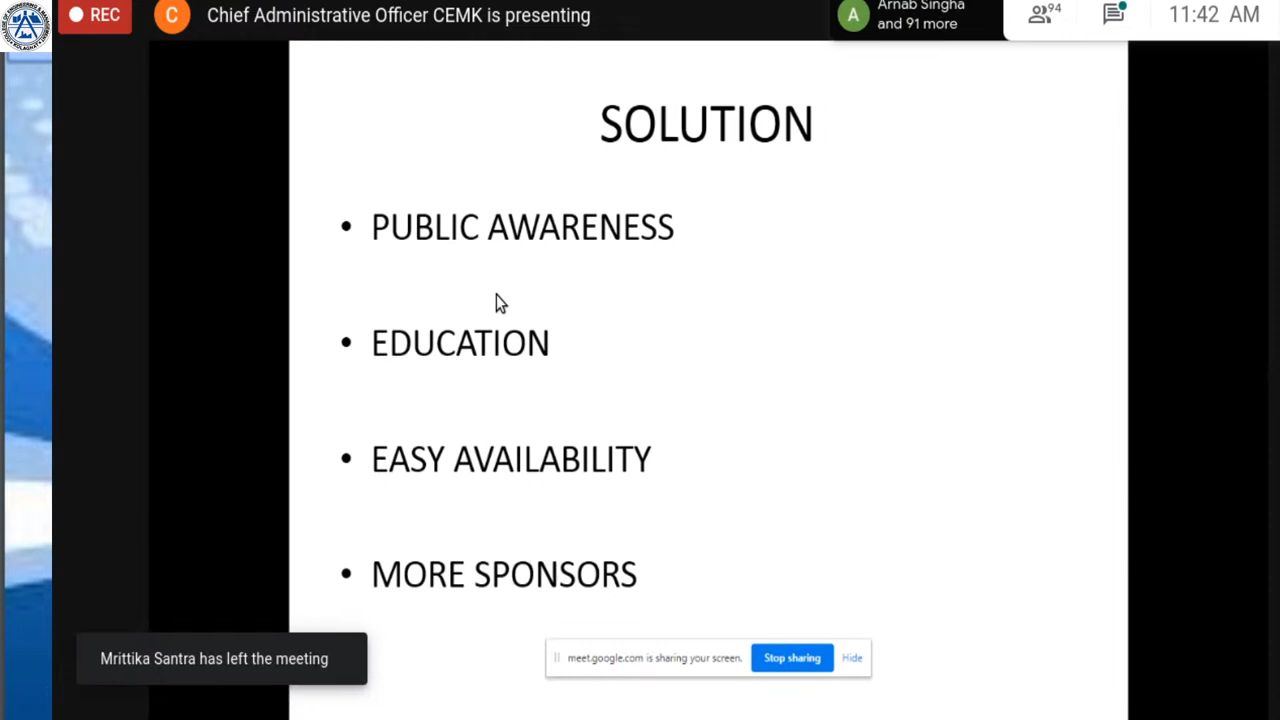 REC
C
Chief Administrative Officer CEMK is presenting
A
Arnab Singha
and 91 more
94
11:42 AM
SOLUTION
• PUBLIC AWARENESS
• EDUCATION
• EASY AVAILABILITY
• MORE SPONSORS
Mrittika Santra has left the meeting
meet.google.com is sharing your screen.
Stop sharing
Hide